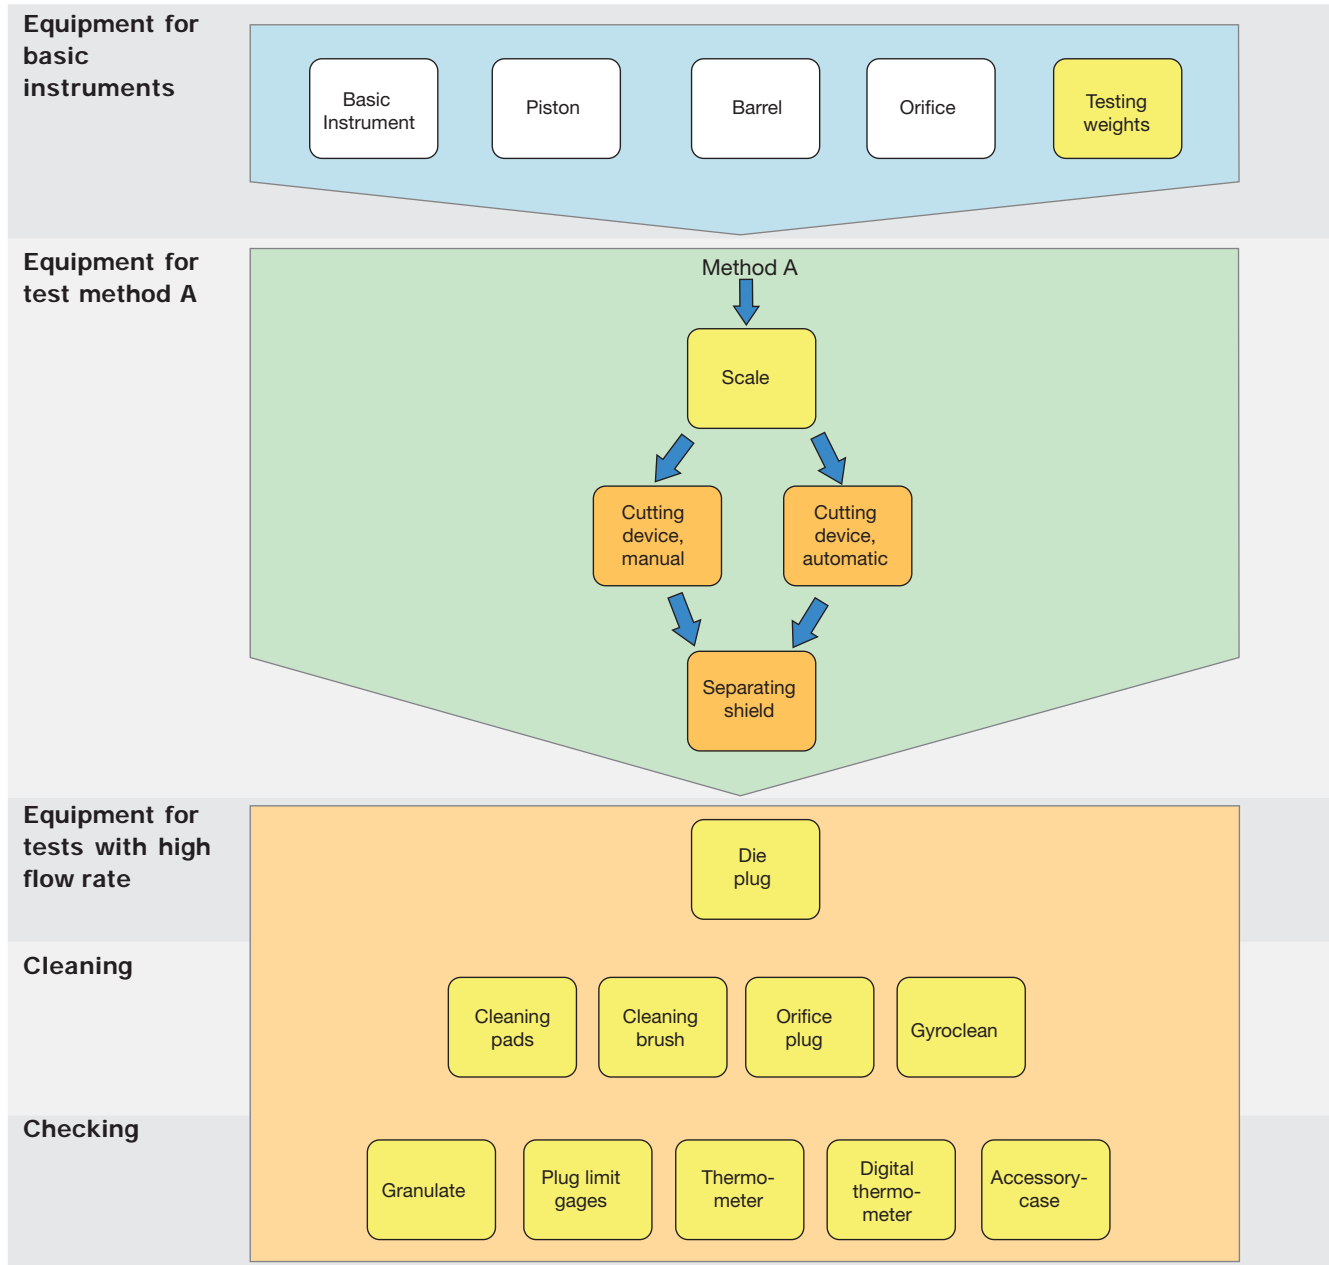 Equipment for
basic
instruments
Basic
Instrument
Piston
Barrel
Orifice
Testing
weights
Equipment for
test method A
Method A
Scale
Cutting
device,
manual
Cutting
device,
automatic
Separating
shield
Equipment for
tests with high
flow rate
Die
plug
Cleaning
Cleaning
pads
Cleaning
brush
Orifice
plug
Gyroclean
Checking
Granulate
Plug limit
gages
Thermo-
meter
Digital
thermo-
meter
Accessory-
case